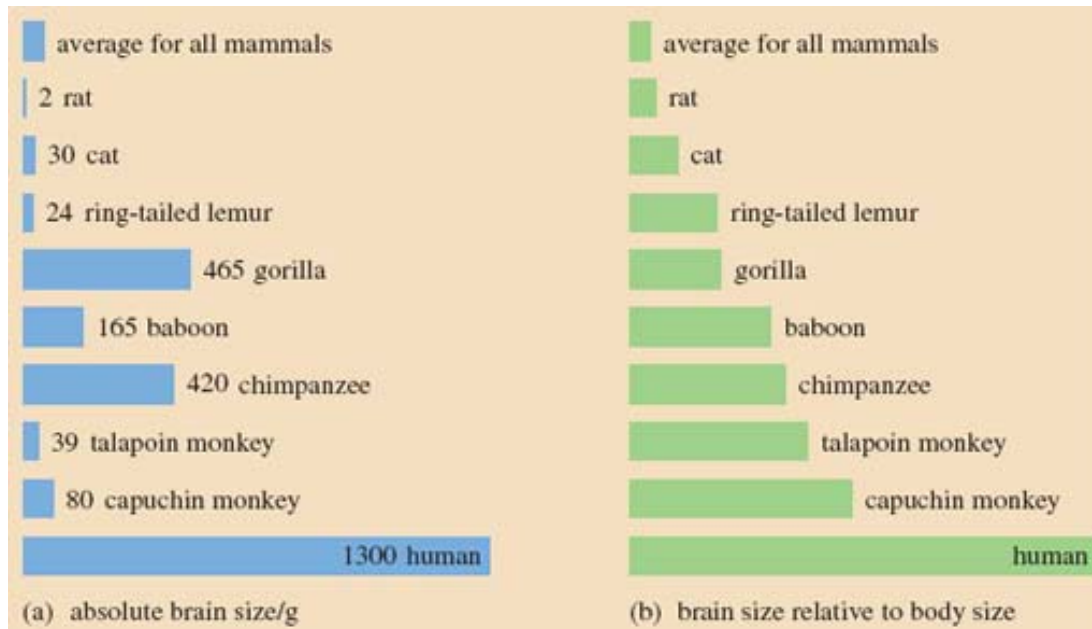 average for all mammals
2 rat
30 cat
24 ring-tailed lemur
465 gorilla
165 baboon
420 chimpanzee
39 talapoin monkey
80 capuchin monkey
1300 human
(a) absolute brain size/g
average for all mammals
rat
cat
ring-tailed lemur
gorilla
baboon
chimpanzee
talapoin monkey
capuchin monkey
human
(b) brain size relative to body size